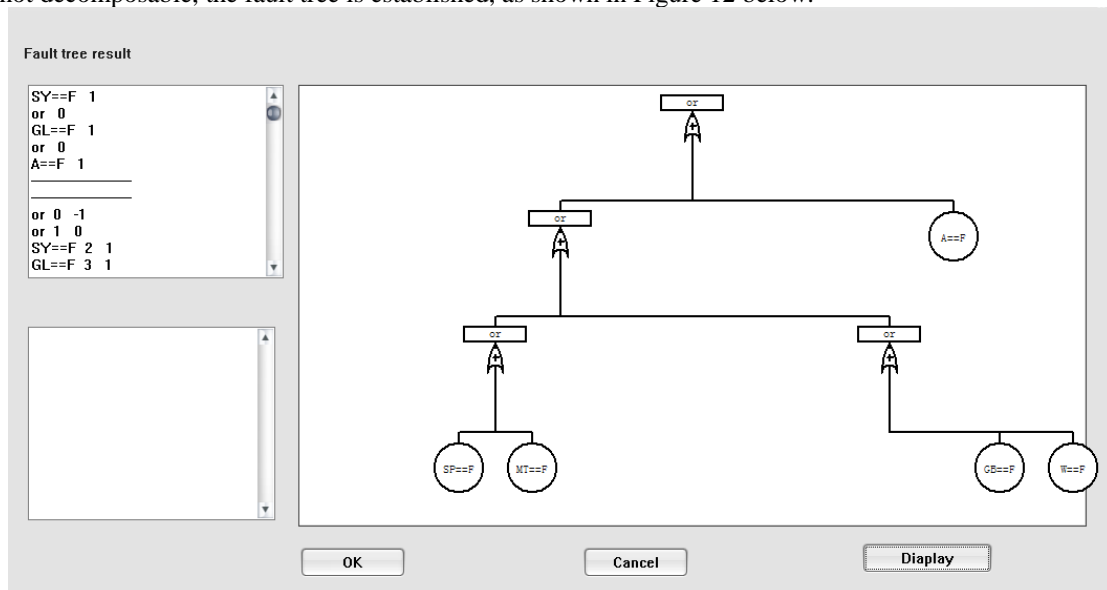 not decomposable, the fault tree is established, as shown in Figure 12 below.
Fault tree result
SY==F 1
or 0
GL==F 1
or 0
A==F 1
or 0 -1
or 1 0
SY==F 2 1
GL==F 3 1
or
+
or
+
A==F
or
+
or
+
SP==F
MT==F
GB==F
W==F
OK
Cancel
Diaplay